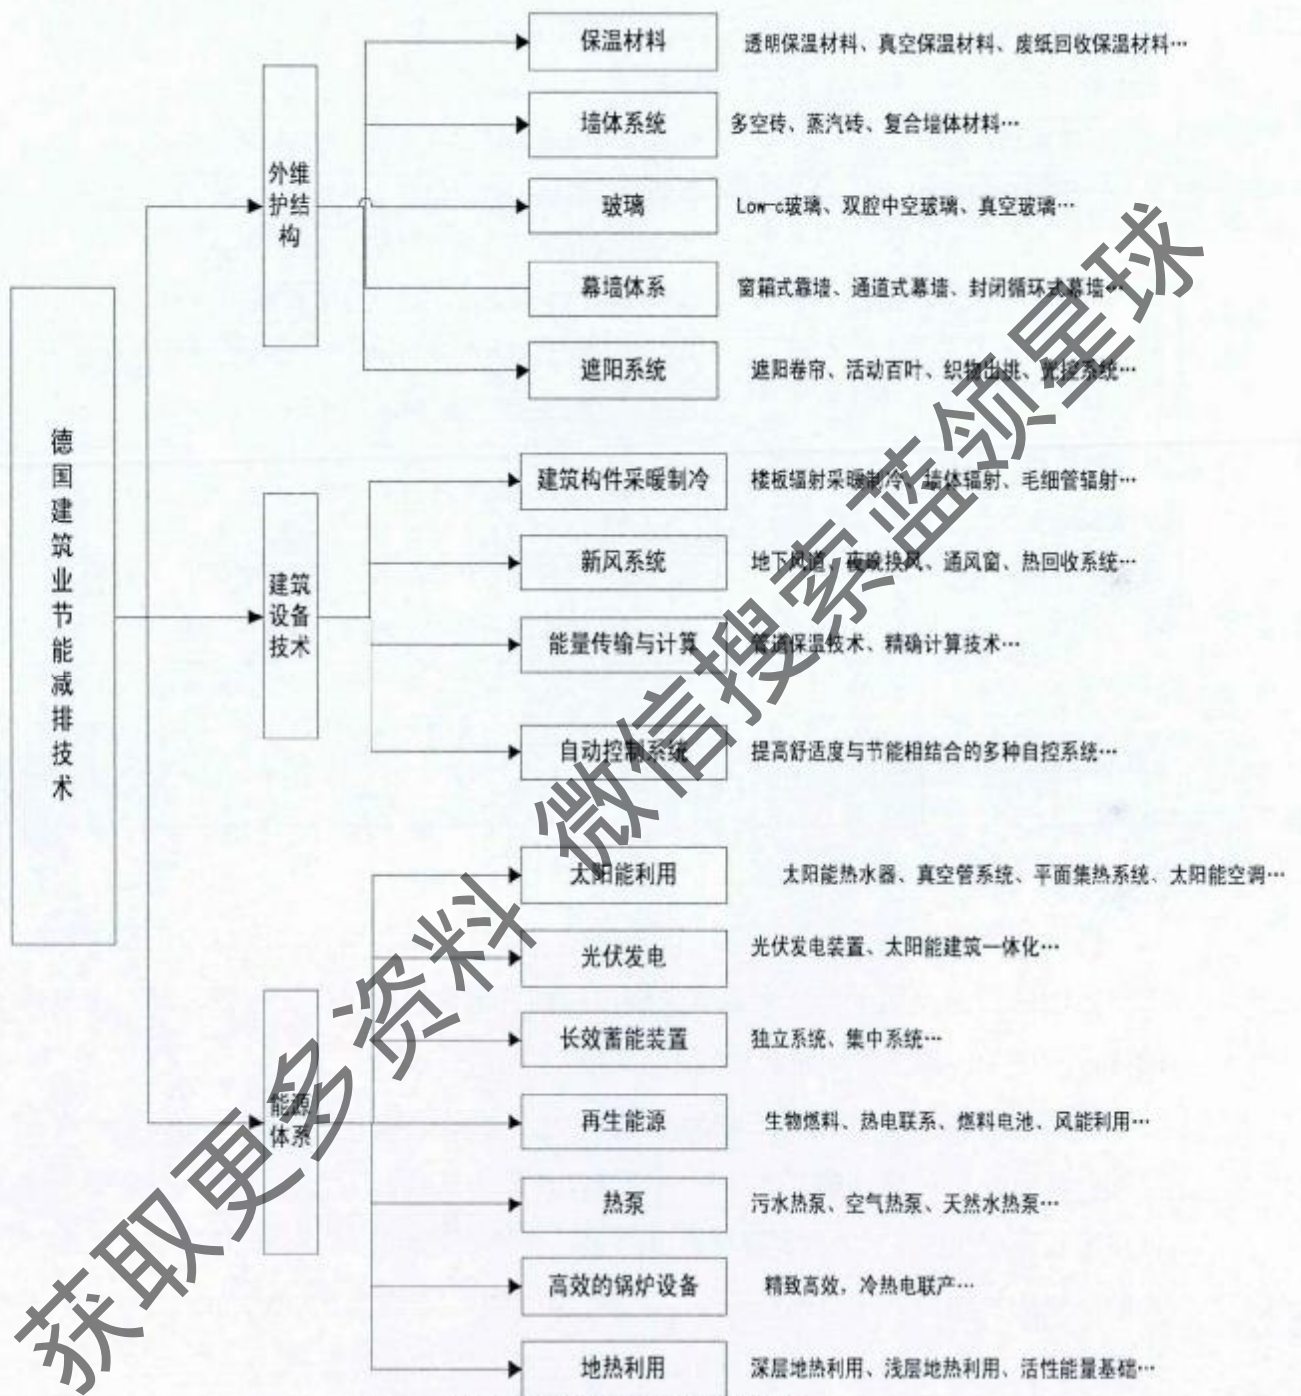 德国建筑业节能减排技术
外维
护结
构
保温材料 透明保温材料、真空保温材料、废纸回收保温材料…
墙体系统 多空砖、蒸汽砖、复合墙体材料…
玻璃 Low-c玻璃、双腔中空玻璃、真空玻璃…
幕墙体系 窗箱式靠墙、通道式幕墙、封闭循环式幕墙…
遮阳系统 遮阳卷帘、活动百叶、织物出挑、光控系统…
建筑
设备
技术
建筑构件采暖制冷 楼板辐射采暖制冷、墙体辐射、毛细管辐射…
新风系统 地下风道、夜晚换风、通风窗、热回收系统…
能量传输与计算 管道保温技术、精确计算技术…
自动控制系统 提高舒适度与节能相结合的多种自控系统…
能源
体系
太阳能利用 太阳能热水器、真空管系统、平面集热系统、太阳能空调…
光伏发电 光伏发电装置、太阳能建筑一体化…
长效蓄能装置 独立系统、集中系统…
再生能源 生物燃料、热电联系、燃料电池、风能利用…
热泵 污水热泵、空气热泵、天然水热泵…
高效的锅炉设备 精致高效，冷热电联产…
地热利用 深层地热利用、浅层地热利用、活性能量基础…
获取更多资料 微信搜索蓝领星球